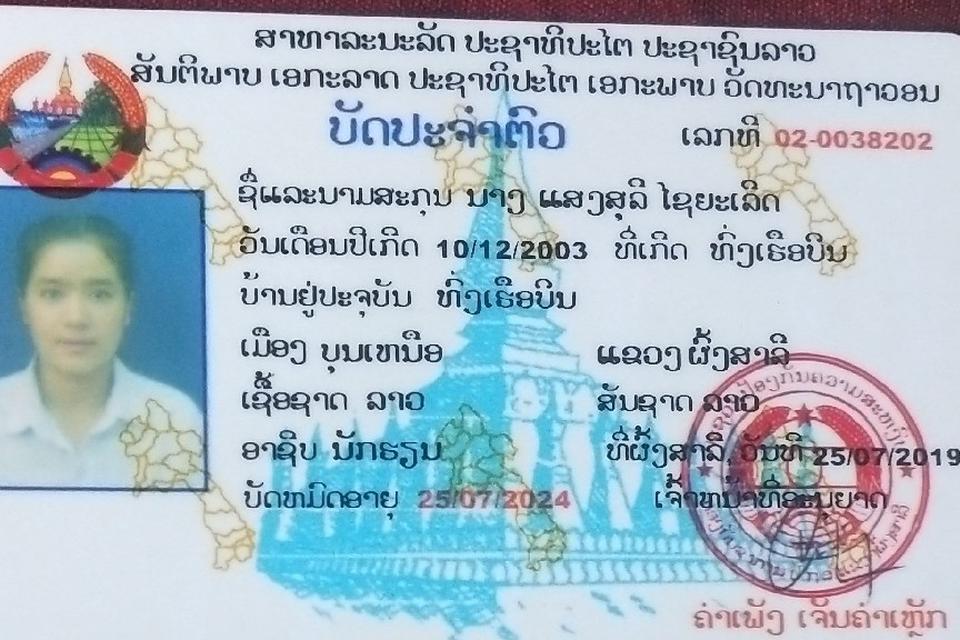 ສາທາລະນະລັດ ປະຊາທິປະໄຕ ປະຊາຊົນລາວ
ສັນຕິພາບ ເອກະລາດ ປະຊາທິປະໄຕ ເອກະພາບ ວັດທະນາຖາວອນ
ບັດປະຈຳຕົວ ເລກທີ 02-0038202
ຊື່ແລະນາມສະກຸນ ນາງ ແສງສຸລີ ໄຊຍະເລີດ
ວັນເດືອນປີເກີດ 10/12/2003 ທີ່ເກີດ ທົ່ງເຮືອບິນ
ບ້ານຢູ່ປະຈຸບັນ ທົ່ງເຮືອບິນ
ເມືອງ ບຸນເຫນືອ ແຂວງ ຜົ້ງສາລີ
ເຊື້ອຊາດ ລາວ ສັນຊາດ ລາວ
ອາຊິບ ນັກຮຽນ ທີ່ຜົ້ງສາລີ, ວັນທີ 25/07/2019
ບັດຫມົດອາຍຸ 25/07/2024 ເຈົ້າຫນ້າທີ່ອະນຸຍາດ
ຄຳເພັງ ເຈັນຄຳເຫຼັກ